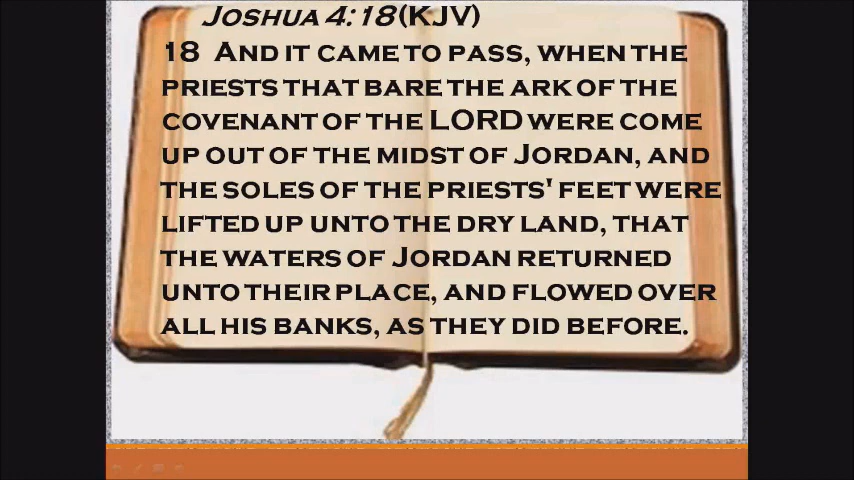 JOSHUA 4:18(KJV)
18 AND IT CAME TO PASS, WHEN THE
PRIESTS THAT BARE THE ARK OF THE
COVENANT OF THE LORD WERE COME
UP OUT OF THE MIDST OF JORDAN, AND
THE SOLES OF THE PRIESTS' FEET WERE
LIFTED UP UNTO THE DRY LAND, THAT
THE WATERS OF JORDAN RETURNED
UNTO THEIR PLACE, AND FLOWED OVER
ALL HIS BANKS, AS THEY DID BEFORE.